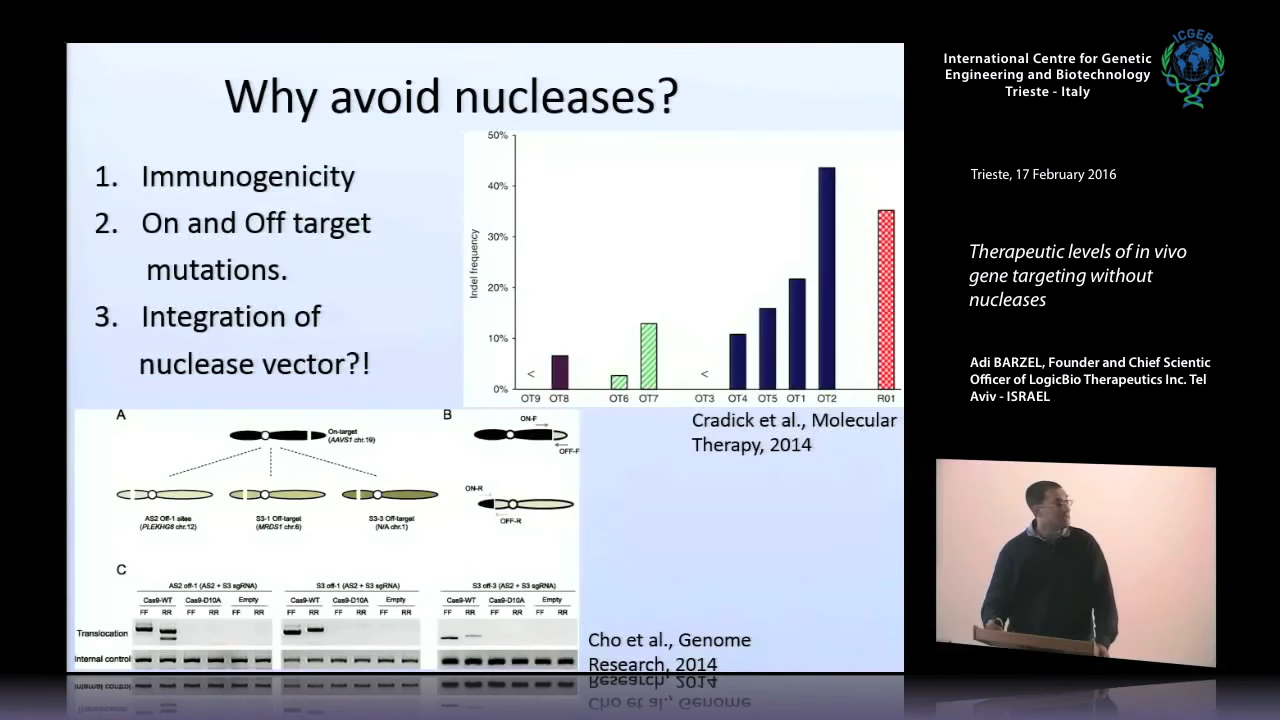 Why avoid nucleases?
1. Immunogenicity
2. On and Off target
mutations.
3. Integration of
nuclease vector?!
50%
40%
30%
20%
10%
0%
Indel frequency
<
<
OT9 OT8 OT6 OT7 OT3 OT4 OT5 OT1 OT2 R01
Cradick et al., Molecular
Therapy, 2014
A
On-target
(AAVS1 chr.19)
AS2 Off-1 sites
(PLEKHG6 chr.12)
S3-1 Off-target
(MRDS1 chr.6)
S3-3 Off-target
(N/A chr.1)
B
ON-F
OFF-F
ON-R
OFF-R
C
AS2 off-1 (AS2 + S3 sgRNA) S3 off-1 (AS2 + S3 sgRNA) S3 off-3 (AS2 + S3 sgRNA)
Cas9-WT Cas9-D10A Empty Cas9-WT Cas9-D10A Empty Cas9-WT Cas9-D10A Empty
FF RR FF RR FF RR FF RR FF RR FF RR FF RR FF RR FF RR
Translocation
Internal control
Cho et al., Genome
Research, 2014
International Centre for Genetic
Engineering and Biotechnology
Trieste - Italy
ICGEB
Trieste, 17 February 2016
Therapeutic levels of in vivo
gene targeting without
nucleases
Adi BARZEL, Founder and Chief Scientic
Officer of LogicBio Therapeutics Inc. Tel
Aviv - ISRAEL